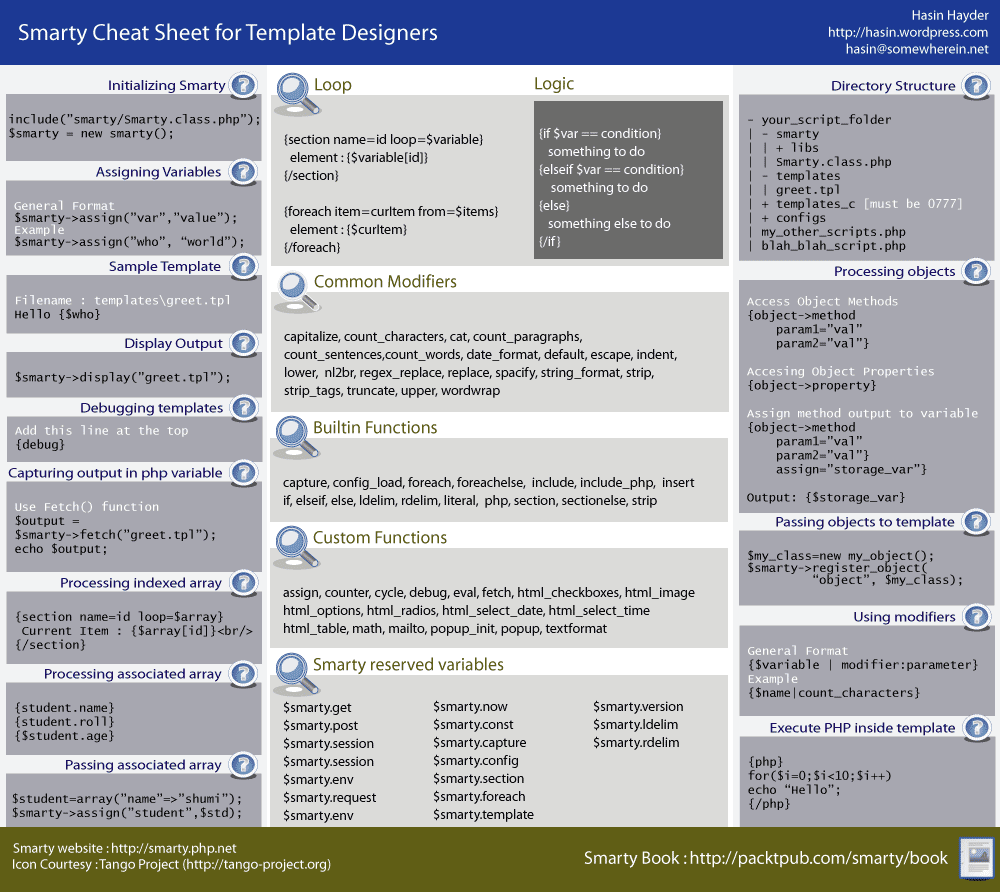 Smarty Cheat Sheet for Template Designers
Hasin Hayder
http://hasin.wordpress.com
hasin@somewherein.net
Initializing Smarty
include("smarty/Smarty.class.php");
$smarty = new smarty();
Assigning Variables
General Format
$smarty->assign("var","value");
Example
$smarty->assign("who", "world");
Sample Template
Filename : templates\greet.tpl
Hello {$who}
Display Output
$smarty->display("greet.tpl");
Debugging templates
Add this line at the top
{debug}
Capturing output in php variable
Use Fetch() function
$output =
$smarty->fetch("greet.tpl");
echo $output;
Processing indexed array
{section name=id loop=$array}
Current Item : {$array[id]}<br/>
{/section}
Processing associated array
{student.name}
{student.roll}
{$student.age}
Passing associated array
$student=array("name"=>"shumi");
$smarty->assign("student",$std);
Loop
{section name=id loop=$variable}
element : {$variable[id]}
{/section}
{foreach item=curItem from=$items}
element : {$curItem}
{/foreach}
Logic
{if $var == condition}
something to do
{elseif $var == condition}
something to do
{else}
something else to do
{/if}
Common Modifiers
capitalize, count_characters, cat, count_paragraphs,
count_sentences,count_words, date_format, default, escape, indent,
lower, nl2br, regex_replace, replace, spacify, string_format, strip,
strip_tags, truncate, upper, wordwrap
Builtin Functions
capture, config_load, foreach, foreachelse, include, include_php, insert
if, elseif, else, ldelim, rdelim, literal, php, section, sectionelse, strip
Custom Functions
assign, counter, cycle, debug, eval, fetch, html_checkboxes, html_image
html_options, html_radios, html_select_date, html_select_time
html_table, math, mailto, popup_init, popup, textformat
Smarty reserved variables
$smarty.get
$smarty.post
$smarty.session
$smarty.session
$smarty.env
$smarty.request
$smarty.env
$smarty.now
$smarty.const
$smarty.capture
$smarty.config
$smarty.section
$smarty.foreach
$smarty.template
$smarty.version
$smarty.ldelim
$smarty.rdelim
Directory Structure
- your_script_folder
| - smarty
| | + libs
| | Smarty.class.php
| - templates
| | greet.tpl
| + templates_c [must be 0777]
| + configs
| my_other_scripts.php
| blah_blah_script.php
Processing objects
Access Object Methods
{object->method
param1="val"
param2="val"}
Accesing Object Properties
{object->property}
Assign method output to variable
{object->method
param1="val"
param2="val"}
assign="storage_var"}
Output: {$storage_var}
Passing objects to template
$my_class=new my_object();
$smarty->register_object(
"object", $my_class);
Using modifiers
General Format
{$variable | modifier:parameter}
Example
{$name|count_characters}
Execute PHP inside template
{php}
for($i=0;$i<10;$i++)
echo "Hello";
{/php}
Smarty website : http://smarty.php.net
Icon Courtesy : Tango Project (http://tango-project.org)
Smarty Book : http://packtpub.com/smarty/book